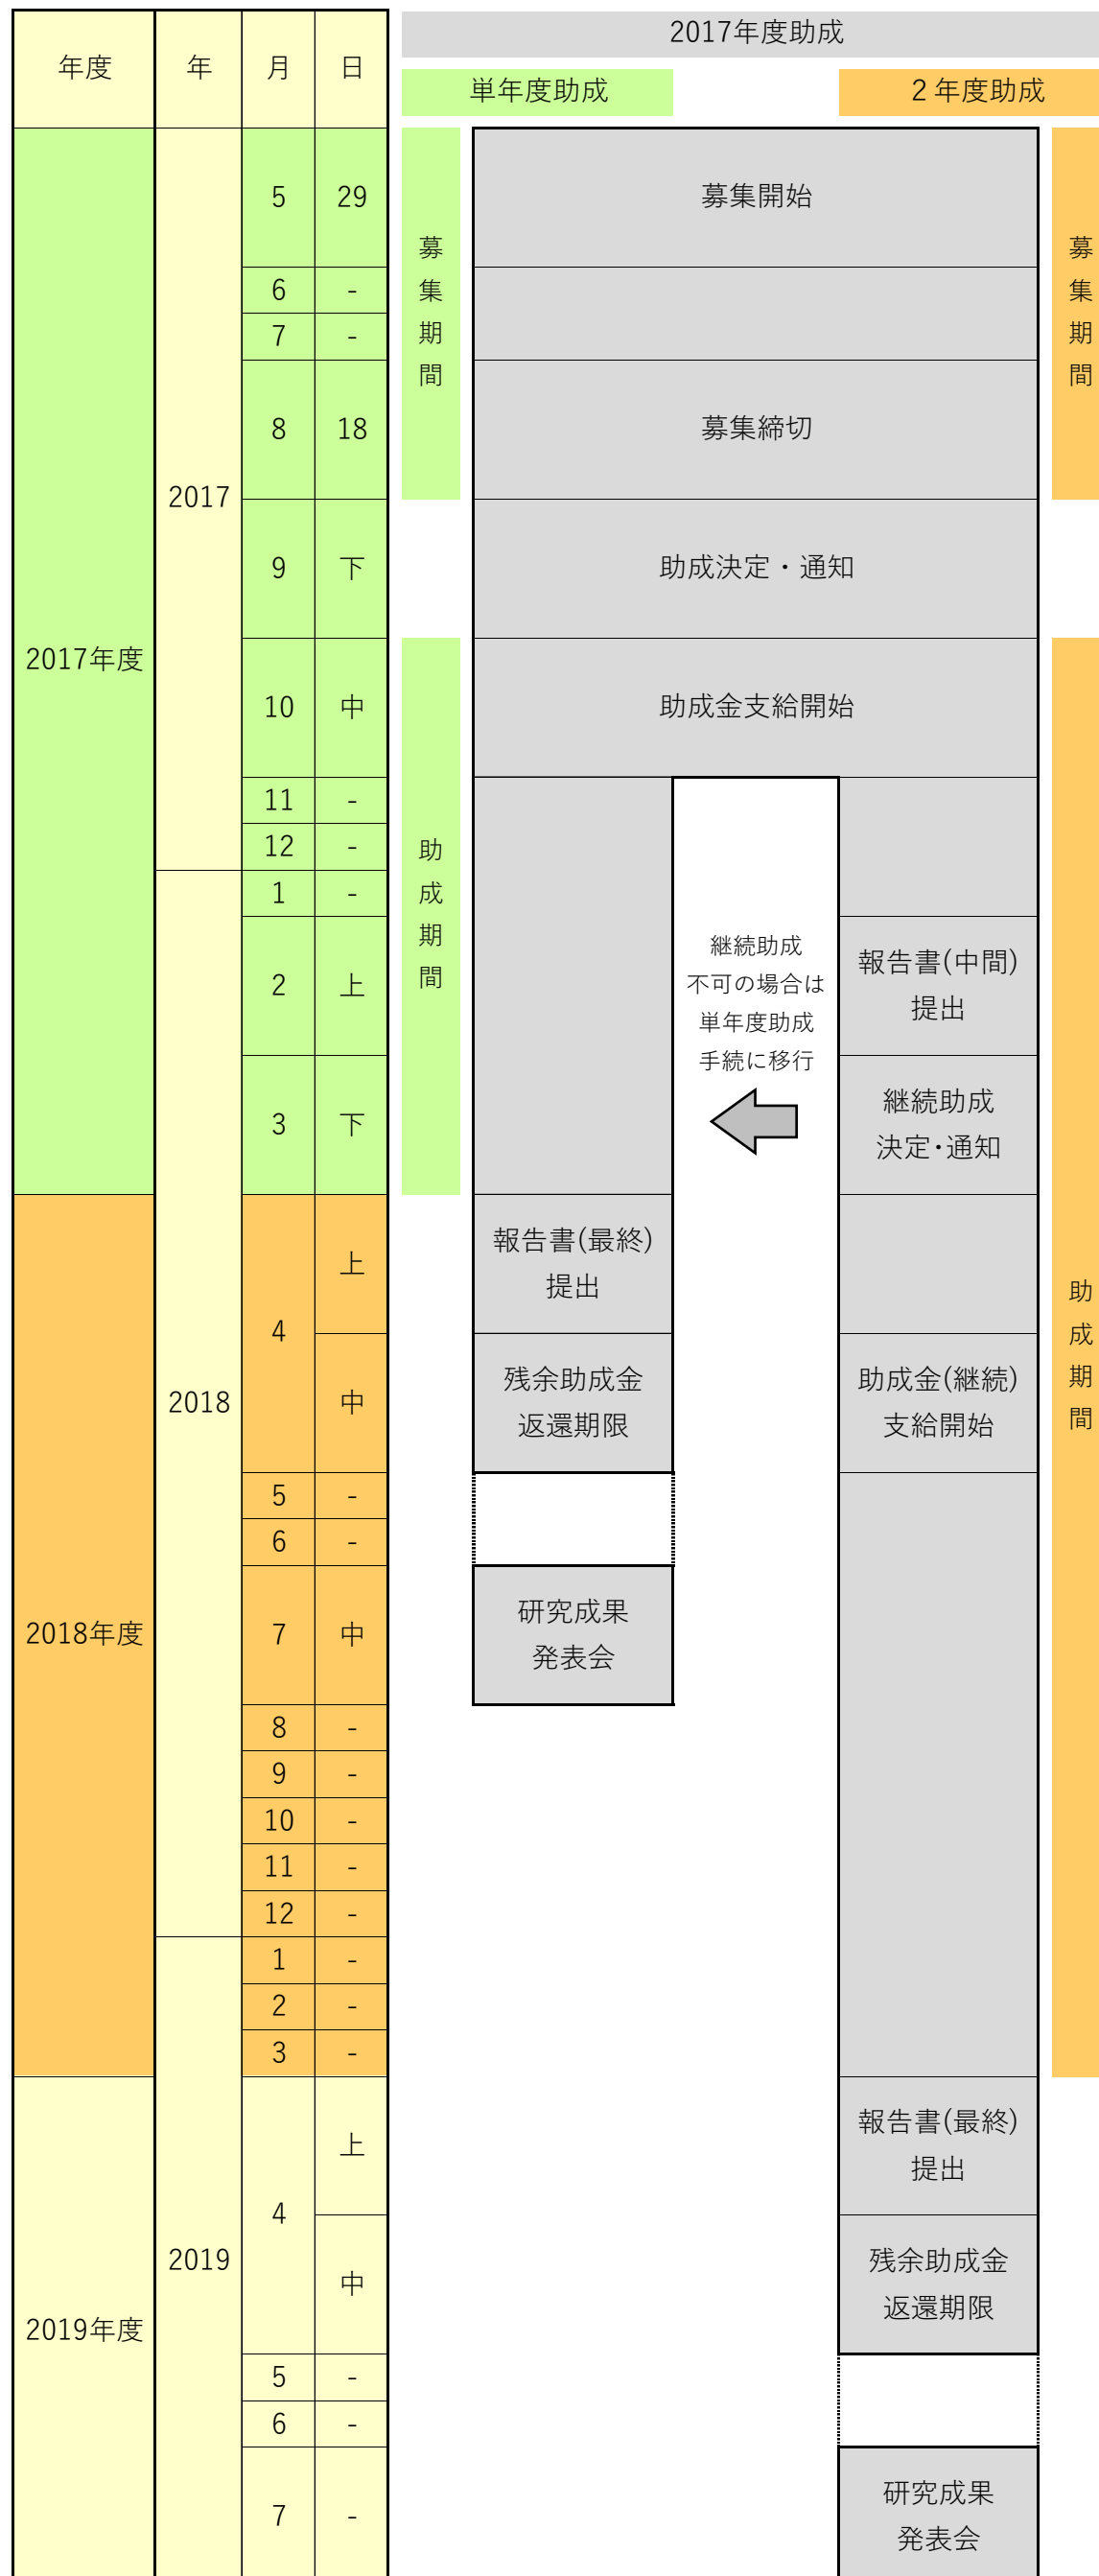 2017年度助成
年度 年 月 日 単年度助成 2年度助成
2017年度
2017
5 29 募集開始
募集期間
募集期間
6 -
7 -
8 18 募集締切
9 下 助成決定・通知
10 中 助成金支給開始
助成期間
助成期間
11 -
12 -
2018
1 -
2 上
報告書(中間)
提出
継続助成
不可の場合は
単年度助成
手続に移行
3 下
継続助成
決定･通知
2018年度
4 上
報告書(最終)
提出
中
残余助成金
返還期限
助成金(継続)
支給開始
5 -
6 -
7 中
研究成果
発表会
8 -
9 -
10 -
11 -
12 -
2019
1 -
2 -
3 -
2019年度
4 上
報告書(最終)
提出
中
残余助成金
返還期限
5 -
6 -
7 -
研究成果
発表会